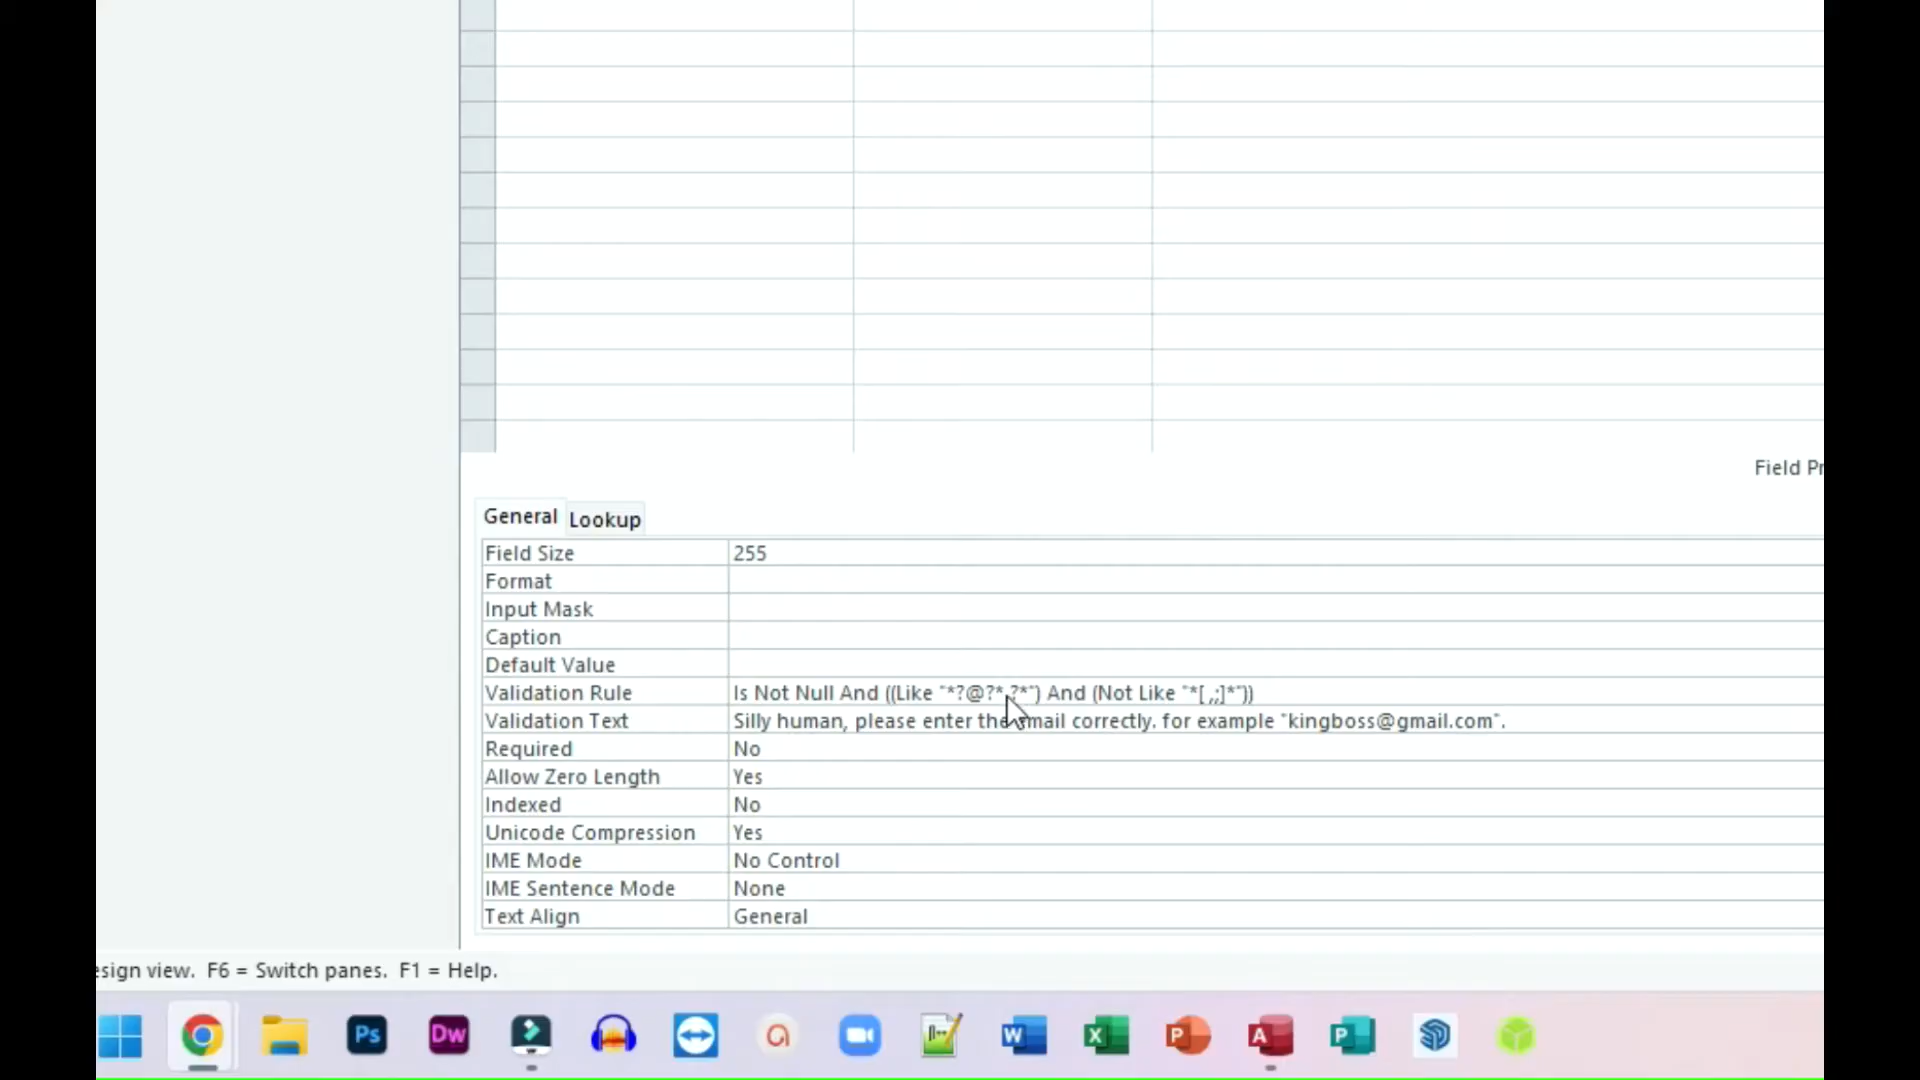 Field Pr
General Lookup
Field Size 255
Format
Input Mask
Caption
Default Value
Validation Rule Is Not Null And ((Like "*?@?*.?*") And (Not Like "*[ ,;]*"))
Validation Text Silly human, please enter the email correctly. for example "kingboss@gmail.com".
Required No
Allow Zero Length Yes
Indexed No
Unicode Compression Yes
IME Mode No Control
IME Sentence Mode None
Text Align General
esign view. F6 = Switch panes. F1 = Help.
Ps Dw W X P A P